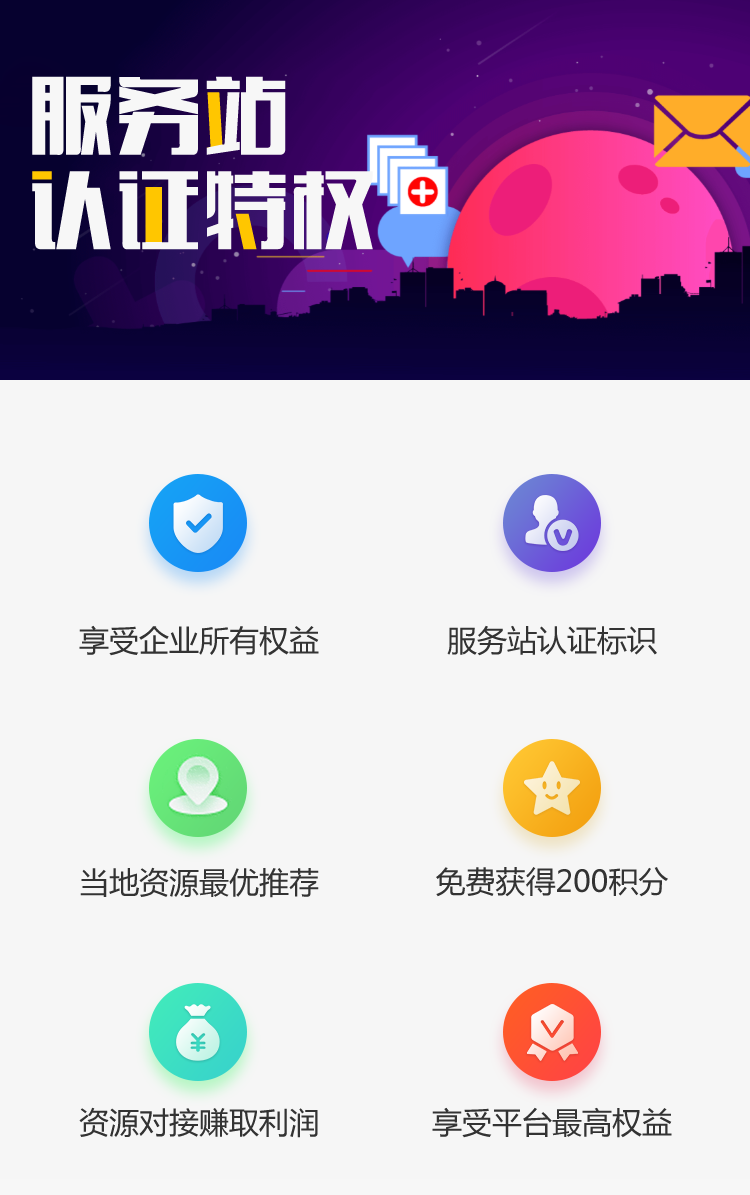 服务站
认证特权
享受企业所有权益
服务站认证标识
当地资源最优推荐
免费获得200积分
¥
资源对接赚取利润
享受平台最高权益